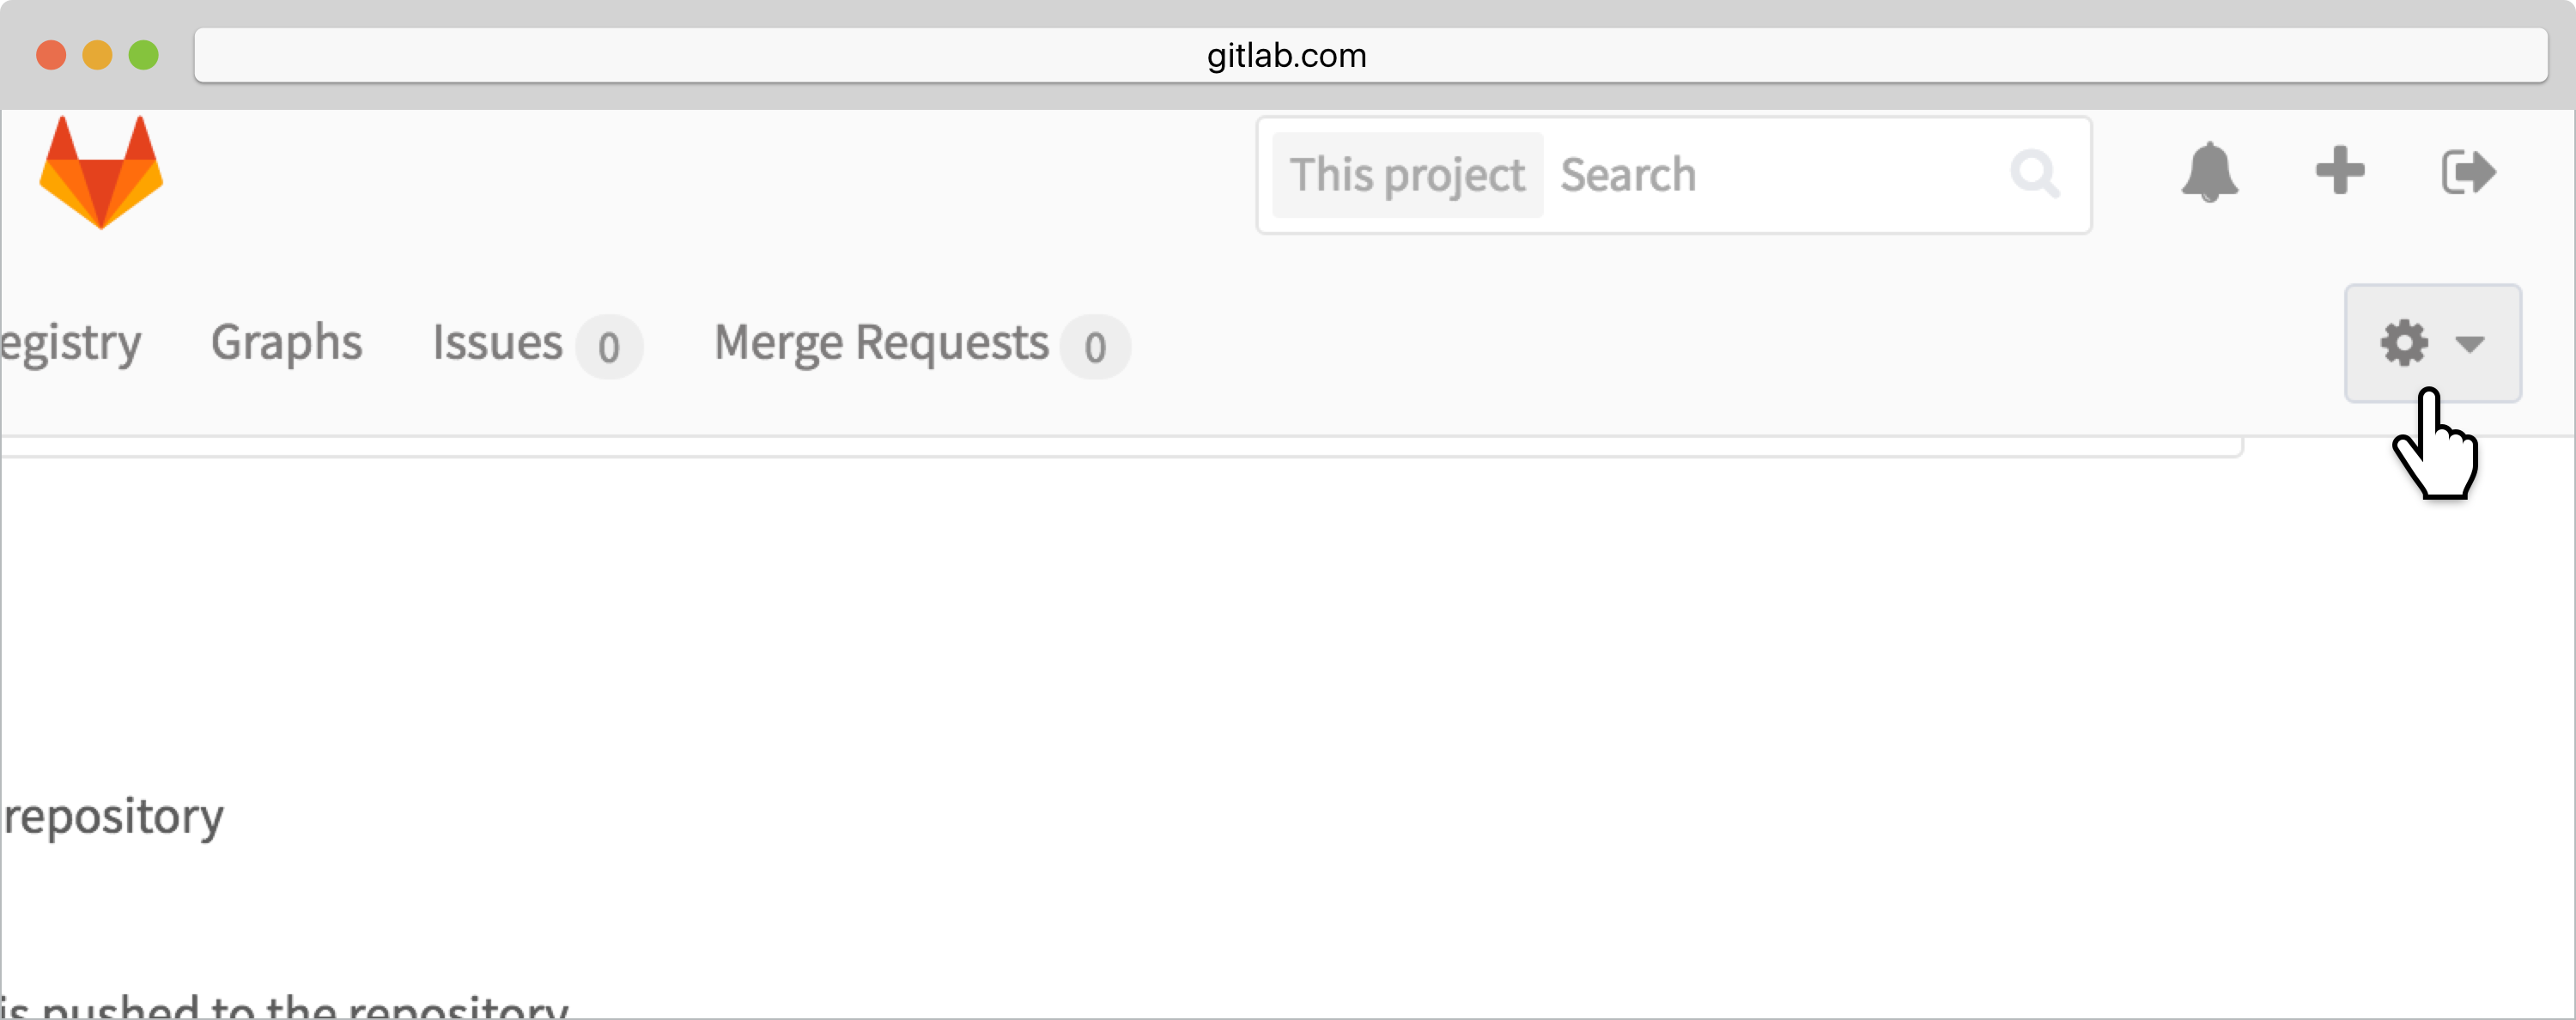 gitlab.com
This project Search
egistry Graphs Issues 0 Merge Requests 0
repository
is pushed to the repository